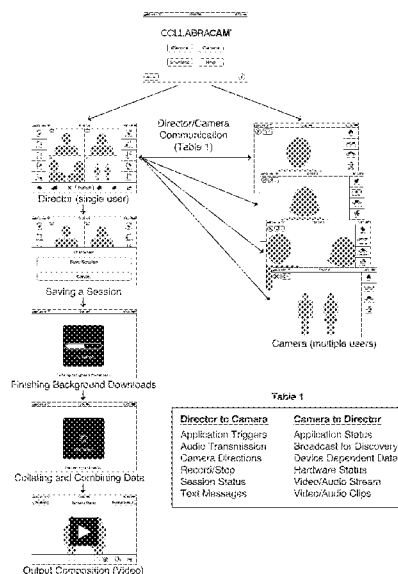 COLLABRACAM
Director/Camera
Communication
(Table 1)
Director (single user)
Saving a Session
Camera (multiple users)
Finishing Background Downloads
Collating and Combining Data
Output Composition (Video)
Table 1
Director to Camera Camera to Director
Application Triggers Application Status
Audio Transmission Broadcast for Discovery
Camera Directions Device Dependent Data
Record/Stop Hardware Status
Session Status Video/Audio Stream
Text Messages Video/Audio Clips